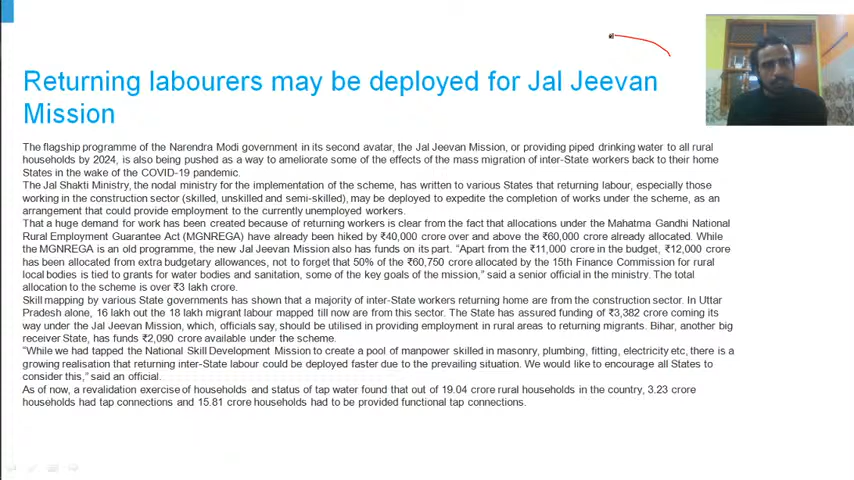 Returning labourers may be deployed for Jal Jeevan
Mission
The flagship programme of the Narendra Modi government in its second avatar, the Jal Jeevan Mission, or providing piped drinking water to all rural
households by 2024, is also being pushed as a way to ameliorate some of the effects of the mass migration of inter-State workers back to their home
States in the wake of the COVID-19 pandemic.
The Jal Shakti Ministry, the nodal ministry for the implementation of the scheme, has written to various States that returning labour, especially those
working in the construction sector (skilled, unskilled and semi-skilled), may be deployed to expedite the completion of works under the scheme, as an
arrangement that could provide employment to the currently unemployed workers.
That a huge demand for work has been created because of returning workers is clear from the fact that allocations under the Mahatma Gandhi National
Rural Employment Guarantee Act (MGNREGA) have already been hiked by ₹40,000 crore over and above the ₹60,000 crore already allocated. While
the MGNREGA is an old programme, the new Jal Jeevan Mission also has funds on its part. “Apart from the ₹11,000 crore in the budget, ₹12,000 crore
has been allocated from extra budgetary allowances, not to forget that 50% of the ₹60,750 crore allocated by the 15th Finance Commission for rural
local bodies is tied to grants for water bodies and sanitation, some of the key goals of the mission,” said a senior official in the ministry. The total
allocation to the scheme is over ₹3 lakh crore.
Skill mapping by various State governments has shown that a majority of inter-State workers returning home are from the construction sector. In Uttar
Pradesh alone, 16 lakh out the 18 lakh migrant labour mapped till now are from this sector. The State has assured funding of ₹3,382 crore coming its
way under the Jal Jeevan Mission, which, officials say, should be utilised in providing employment in rural areas to returning migrants. Bihar, another big
receiver State, has funds ₹2,090 crore available under the scheme.
“While we had tapped the National Skill Development Mission to create a pool of manpower skilled in masonry, plumbing, fitting, electricity etc, there is a
growing realisation that returning inter-State labour could be deployed faster due to the prevailing situation. We would like to encourage all States to
consider this,” said an official.
As of now, a revalidation exercise of households and status of tap water found that out of 19.04 crore rural households in the country, 3.23 crore
households had tap connections and 15.81 crore households had to be provided functional tap connections.